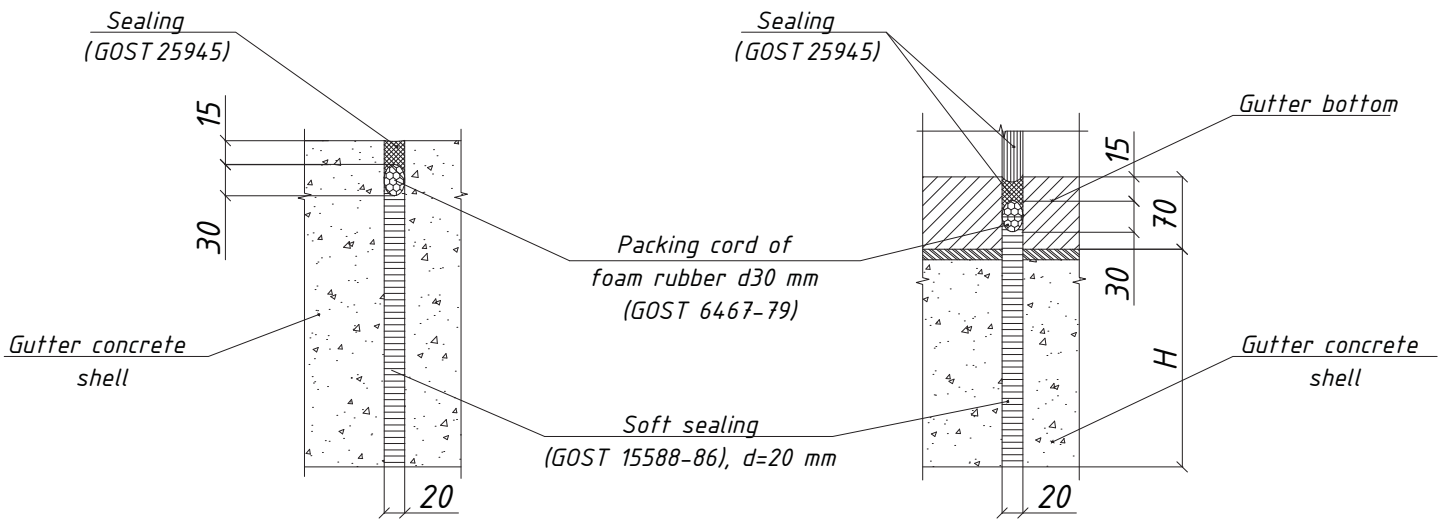 Sealing
(GOST 25945)
Sealing
(GOST 25945)
Gutter bottom
15
30
15
70
30
Packing cord of
foam rubber d30 mm
(GOST 6467-79)
Gutter concrete
shell
H
Gutter concrete
shell
Soft sealing
(GOST 15588-86), d=20 mm
20
20